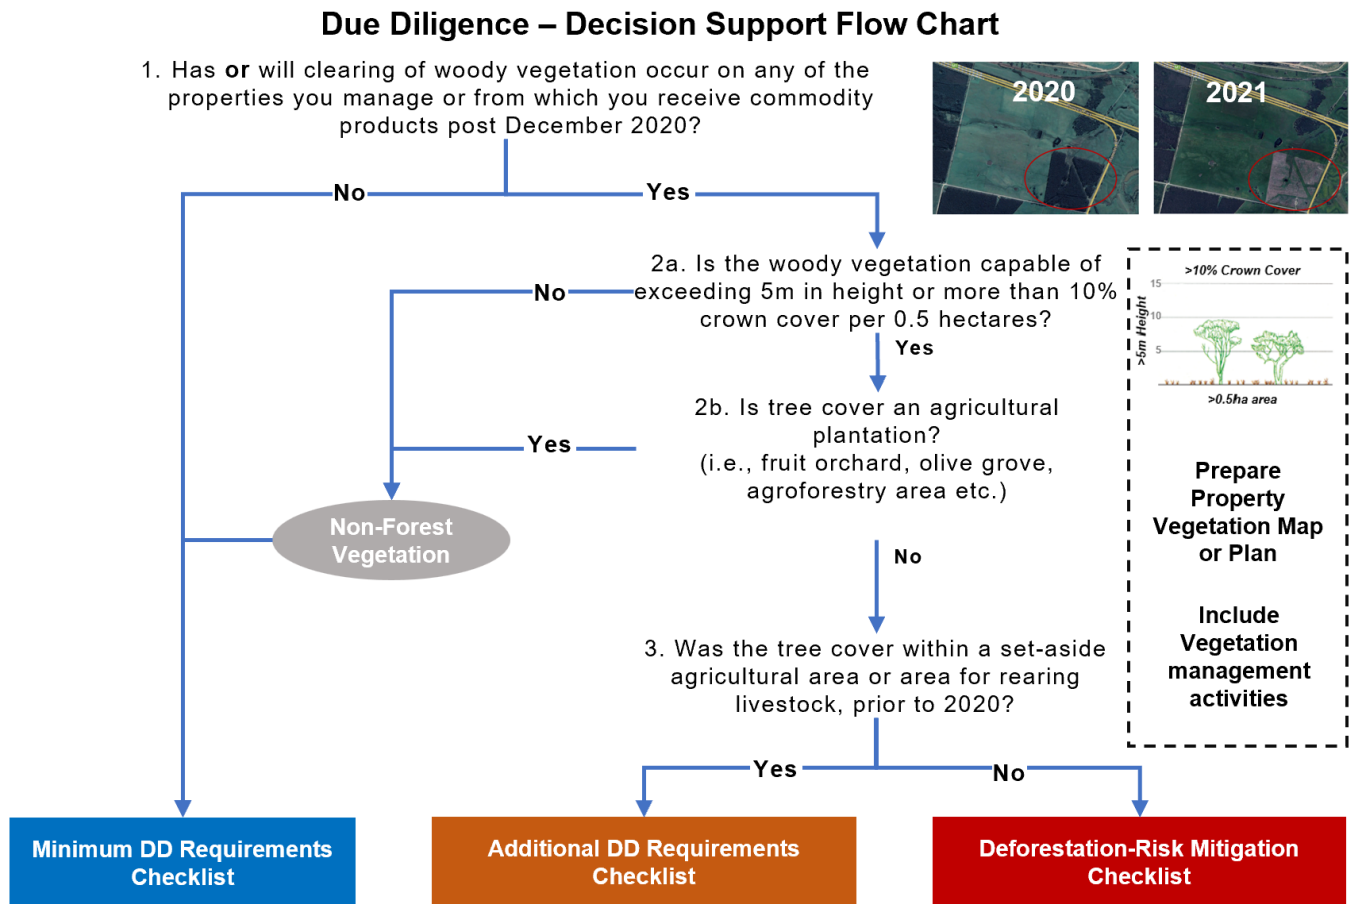 Due Diligence – Decision Support Flow Chart
1. Has or will clearing of woody vegetation occur on any of the
properties you manage or from which you receive commodity
products post December 2020?
2020
2021
No
Yes
2a. Is the woody vegetation capable of
exceeding 5m in height or more than 10%
crown cover per 0.5 hectares?
No
Yes
>10% Crown Cover
15
10
5
>5m Height
>0.5ha area
2b. Is tree cover an agricultural
plantation?
(i.e., fruit orchard, olive grove,
agroforestry area etc.)
Yes
No
Prepare
Property
Vegetation Map
or Plan
Include
Vegetation
management
activities
Non-Forest
Vegetation
3. Was the tree cover within a set-aside
agricultural area or area for rearing
livestock, prior to 2020?
Yes
No
Minimum DD Requirements
Checklist
Additional DD Requirements
Checklist
Deforestation-Risk Mitigation
Checklist